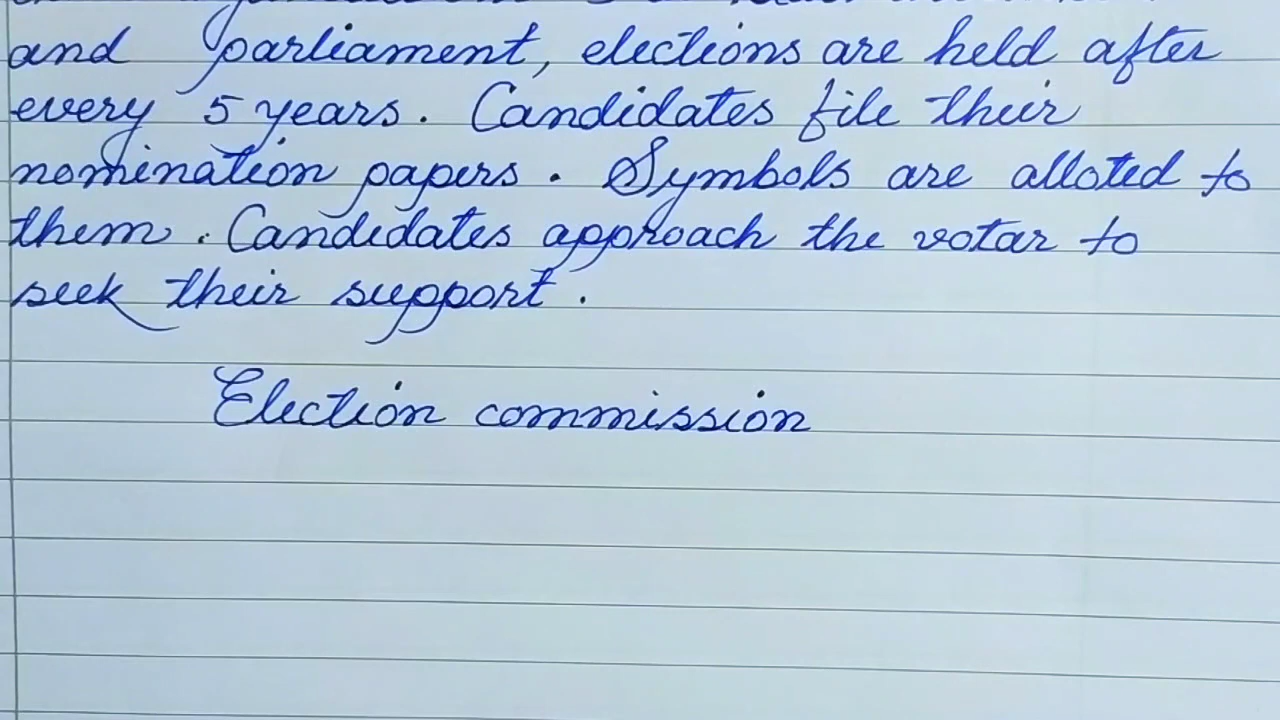 and parliament, elections are held after
every 5 years. Candidates file their
nomination papers. Symbols are alloted to
them. Candidates approach the votar to
seek their support.
Election commission